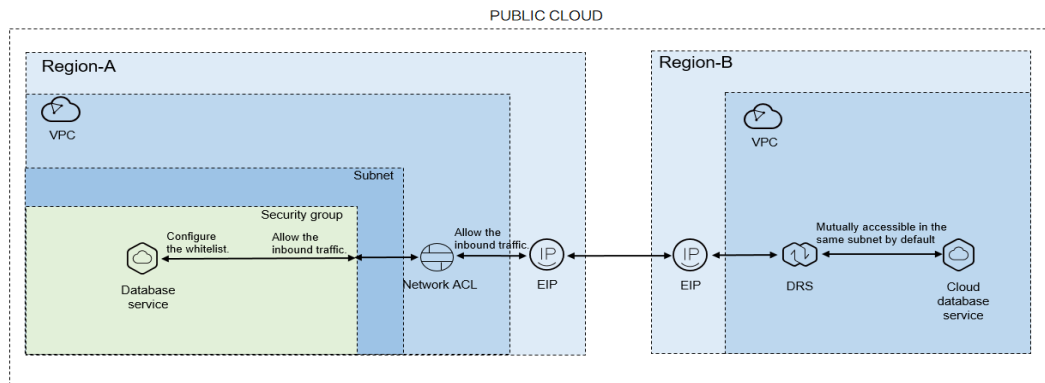 PUBLIC CLOUD
Region-A
Region-B
VPC
VPC
Subnet
Security group
Configure
the whitelist.
Allow the
inbound traffic.
Allow the
inbound traffic.
Mutually accessible in the
same subnet by default
Database
service
Network ACL
EIP
EIP
DRS
Cloud
database
service
IP
IP